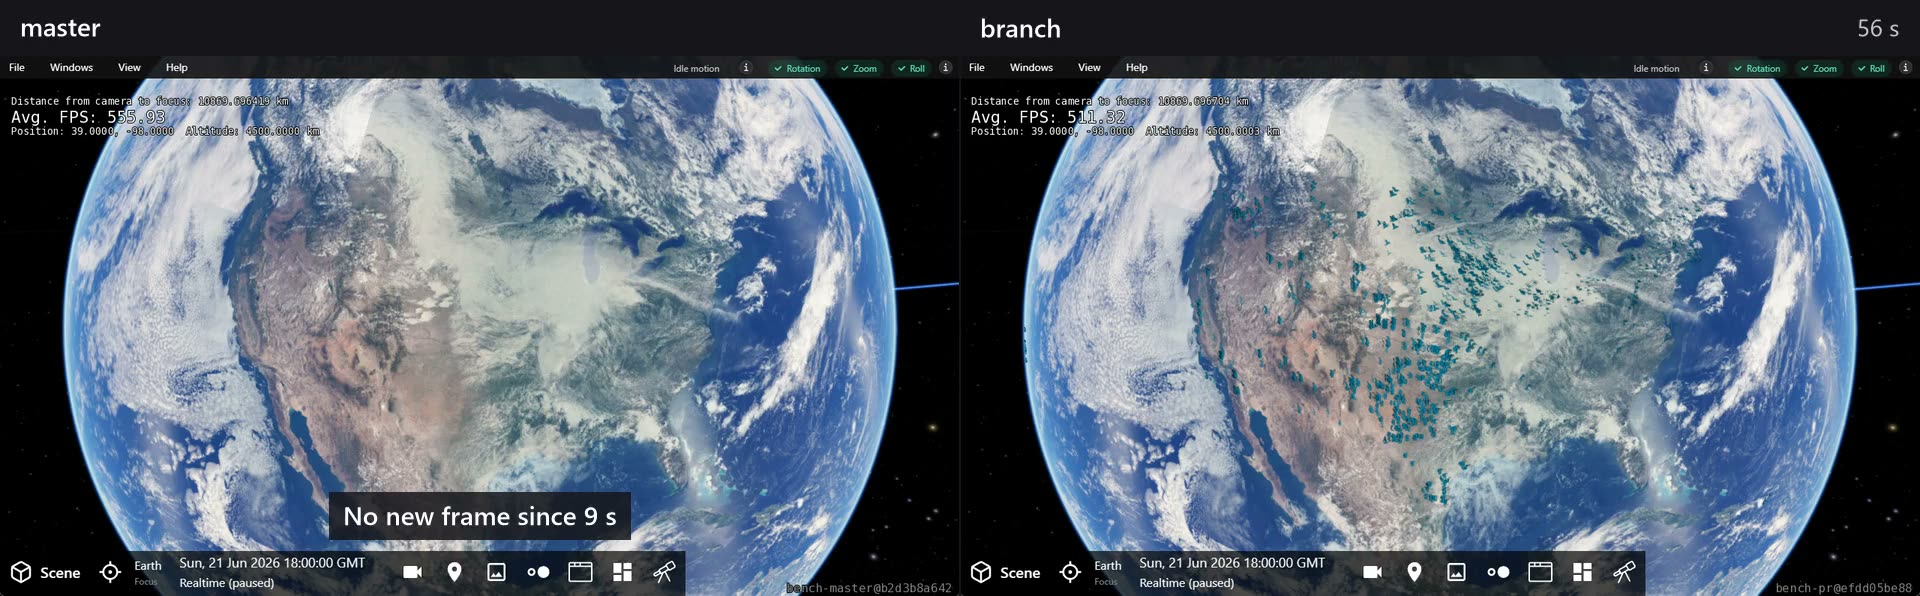 master
File Windows View Help Idle motion i Rotation Zoom Roll i
Distance from camera to focus: 10869.696419 km
Avg. FPS: 555.93
Position: 39.0000, -98.0000 Altitude: 4500.0000 km
No new frame since 9 s
Scene
Earth
Focus
Sun, 21 Jun 2026 18:00:00 GMT
Realtime (paused)
bench-master@b2d3b8a642
branch
56 s
File Windows View Help Idle motion i Rotation Zoom Roll i
Distance from camera to focus: 10869.696704 km
Avg. FPS: 511.32
Position: 39.0000, -98.0000 Altitude: 4500.0003 km
Scene
Earth
Focus
Sun, 21 Jun 2026 18:00:00 GMT
Realtime (paused)
bench-pr@efdd05be88